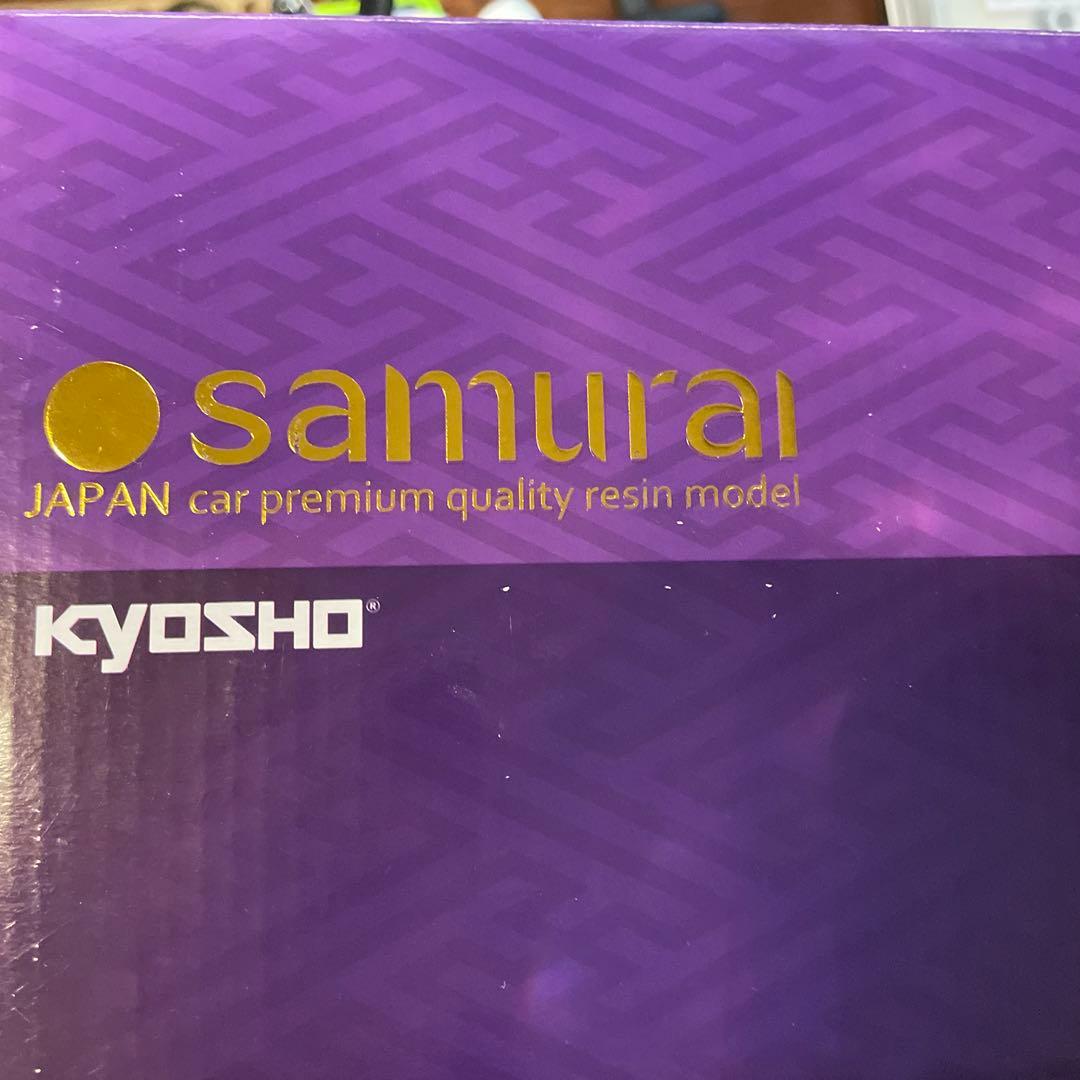 samurai
JAPAN car premium quality resin model
KYOSHO®